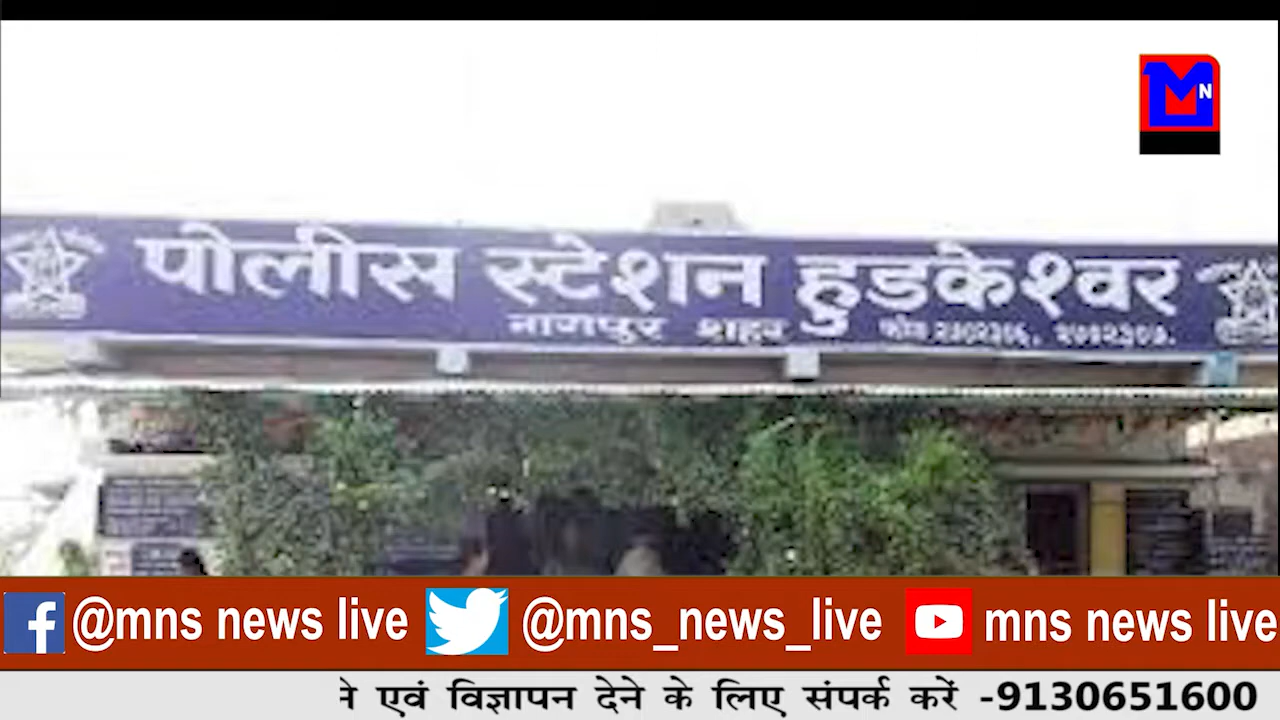 N
पोलीस स्टेशन हुडकेश्वर
नागपुर शहर
@mns news live @mns_news_live mns news live
ने एवं विज्ञापन देने के लिए संपर्क करें -9130651600